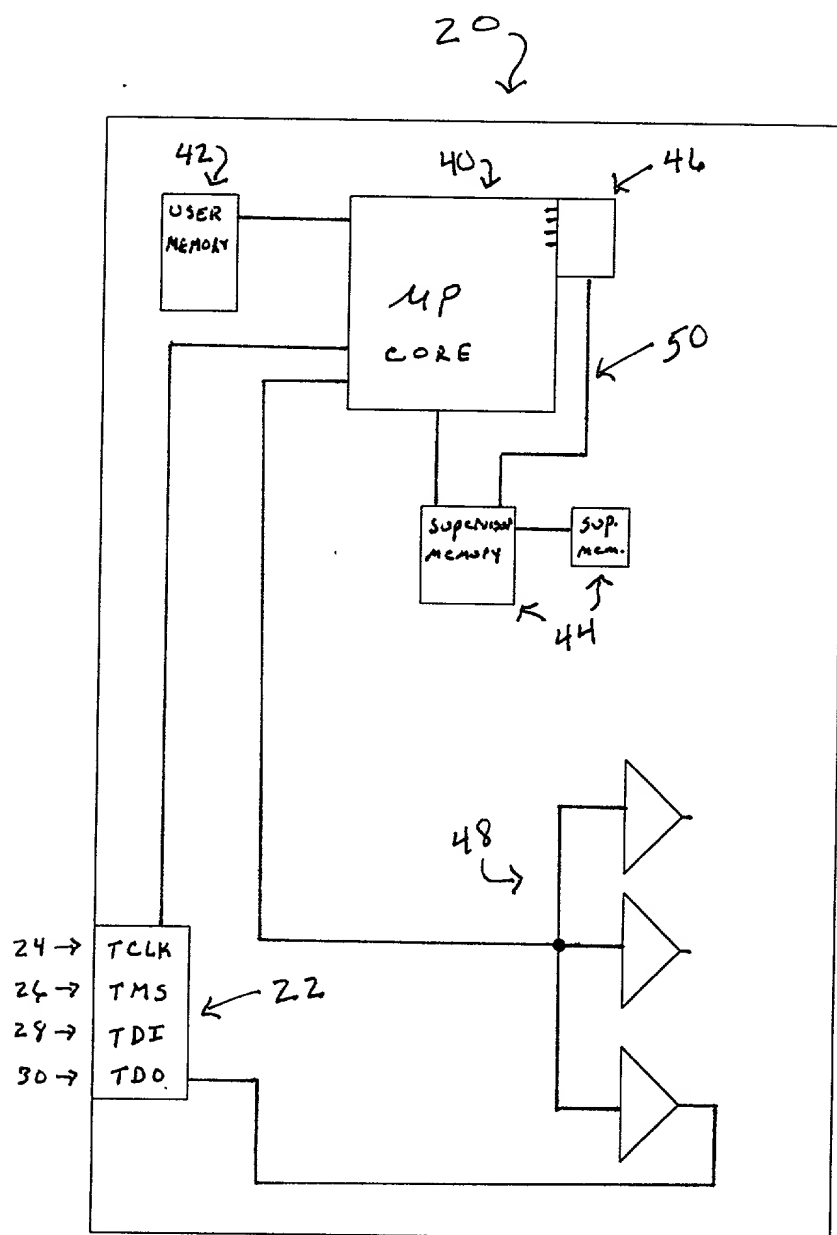 20
42
40
46
USER
MEMORY
μP
CORE
50
SUPERVISOR
MEMORY
SUP.
MEM.
44
48
24 → TCLK
26 → TMS
22
28 → TDI
30 → TDO